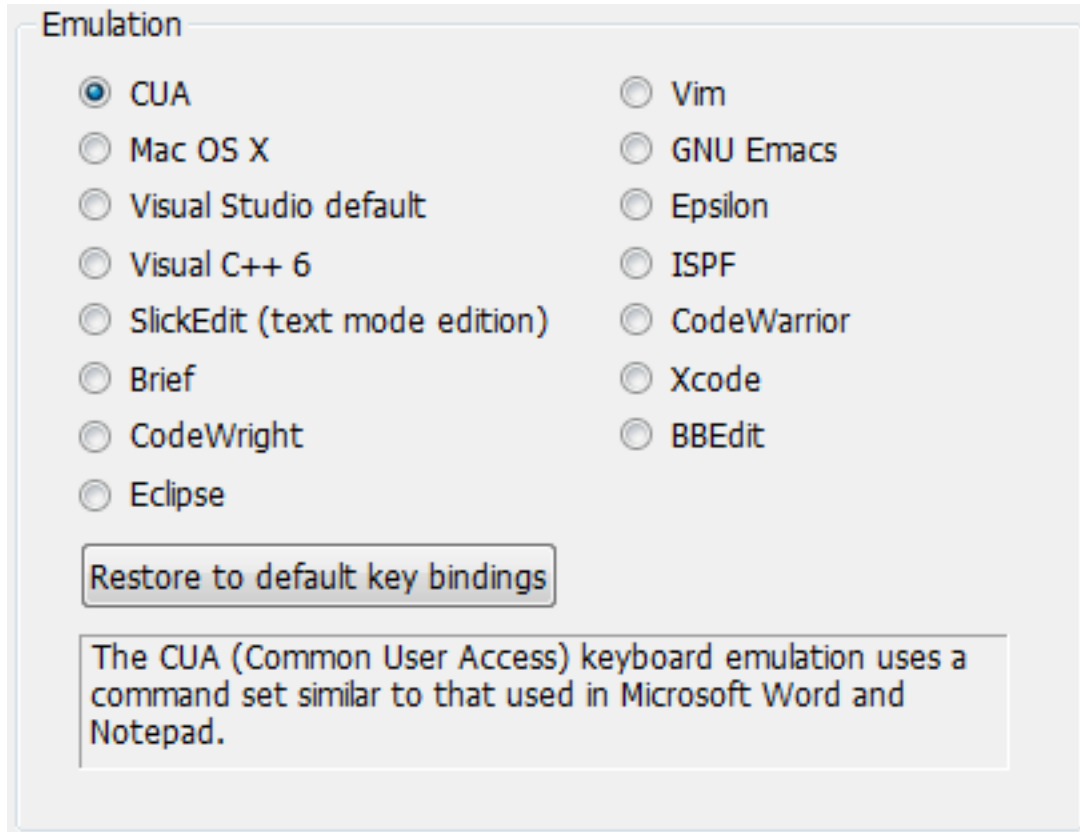 Emulation
CUA
Mac OS X
Visual Studio default
Visual C++ 6
SlickEdit (text mode edition)
Brief
CodeWright
Eclipse
Vim
GNU Emacs
Epsilon
ISPF
CodeWarrior
Xcode
BBEdit
Restore to default key bindings
The CUA (Common User Access) keyboard emulation uses a
command set similar to that used in Microsoft Word and
Notepad.